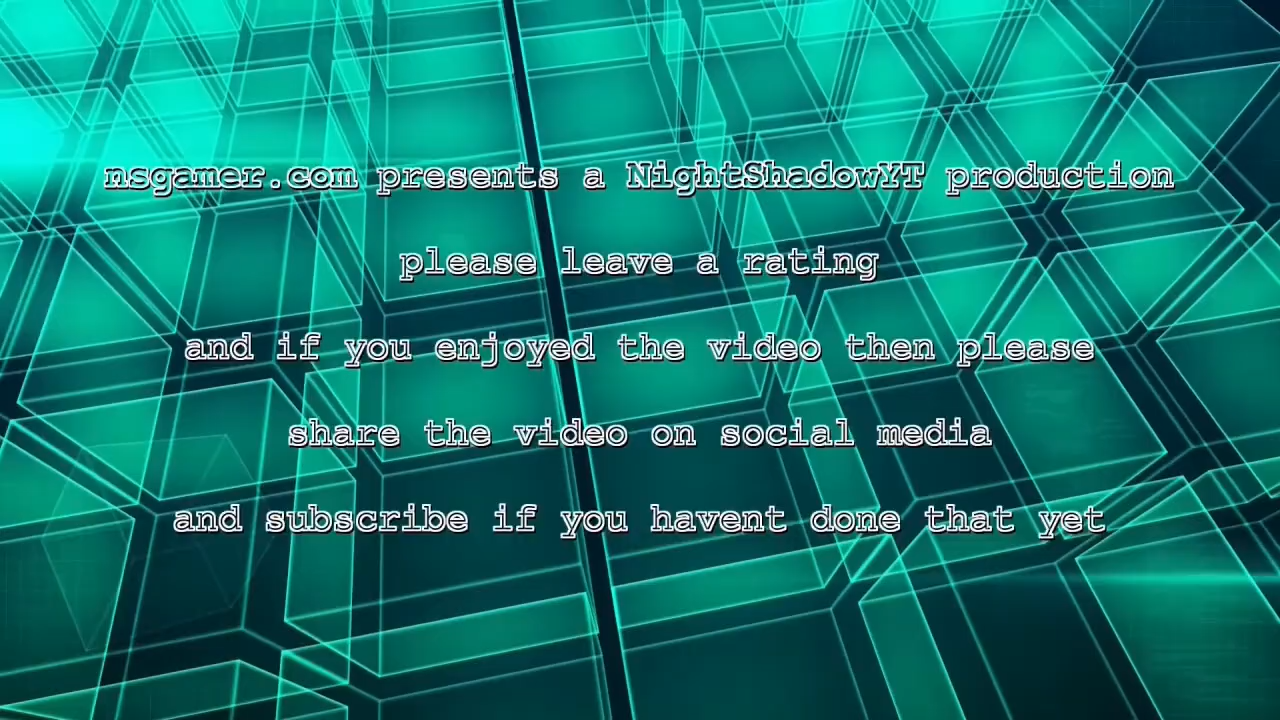 nsgamer.com presents a NightShadowYT production
please leave a rating
and if you enjoyed the video then please
share the video on social media
and subscribe if you havent done that yet